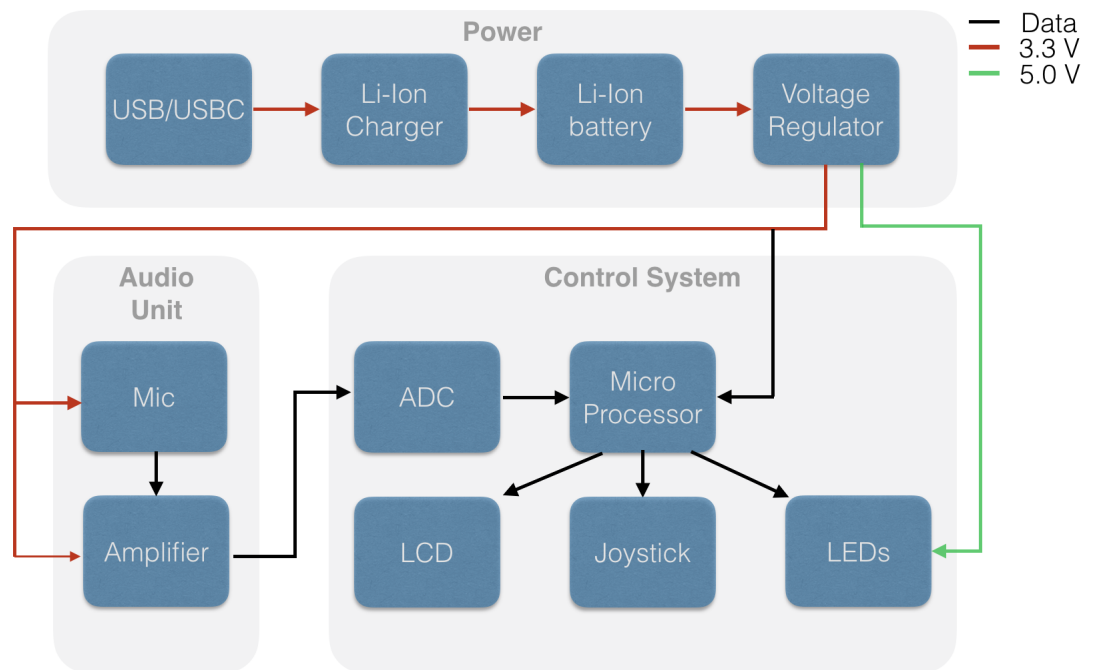 Power
Data
3.3 V
5.0 V
USB/USBC
Li-Ion
Charger
Li-Ion
battery
Voltage
Regulator
Audio
Unit
Control System
Mic
ADC
Micro
Processor
Amplifier
LCD
Joystick
LEDs